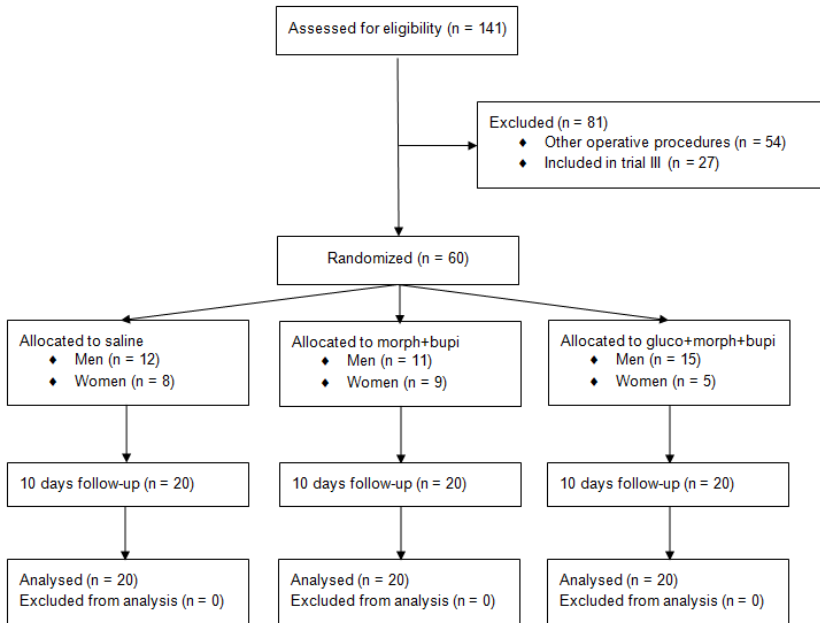 Assessed for eligibility (n = 141)
Excluded (n = 81)
♦ Other operative procedures (n = 54)
♦ Included in trial III (n = 27)
Randomized (n = 60)
Allocated to saline
♦ Men (n = 12)
♦ Women (n = 8)
Allocated to morph+bupi
♦ Men (n = 11)
♦ Women (n = 9)
Allocated to gluco+morph+bupi
♦ Men (n = 15)
♦ Women (n = 5)
10 days follow-up (n = 20)
10 days follow-up (n = 20)
10 days follow-up (n = 20)
Analysed (n = 20)
Excluded from analysis (n = 0)
Analysed (n = 20)
Excluded from analysis (n = 0)
Analysed (n = 20)
Excluded from analysis (n = 0)